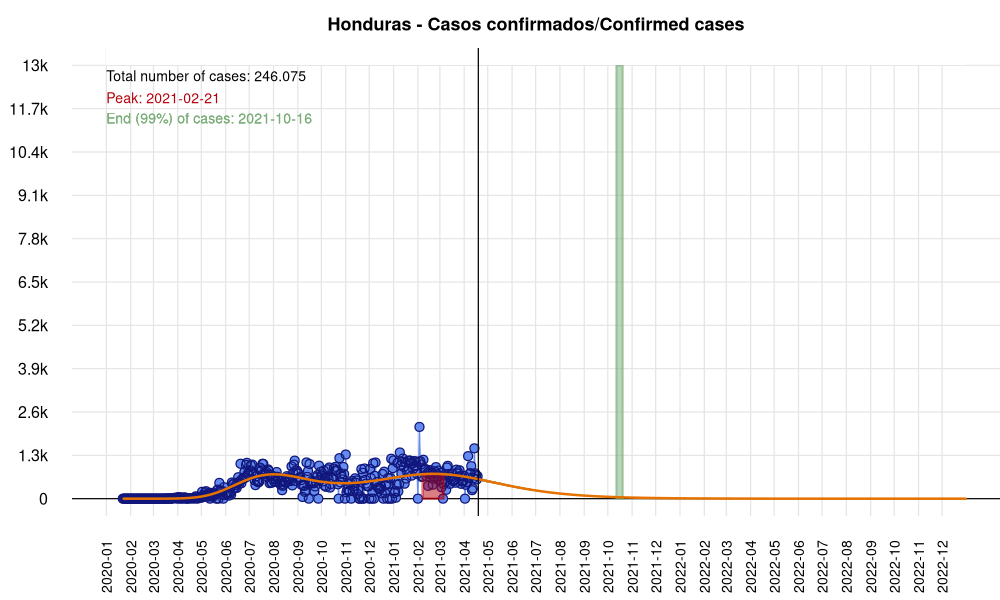 Honduras - Casos confirmados/Confirmed cases
13k
Total number of cases: 246.075
Peak: 2021-02-21
11.7k
End (99%) of cases: 2021-10-16
10.4k
9.1k
7.8k
6.5k
5.2k
3.9k
2.6k
1.3k
0
2020-01
2020-02
2020-03
2020-04
2020-05
2020-06
2020-07
2020-08
2020-09
2020-10
2020-11
2020-12
2021-01
2021-02
2021-03
2021-04
2021-05
2021-06
2021-07
2021-08
2021-09
2021-10
2021-11
2021-12
2022-01
2022-02
2022-03
2022-04
2022-05
2022-06
2022-07
2022-08
2022-09
2022-10
2022-11
2022-12